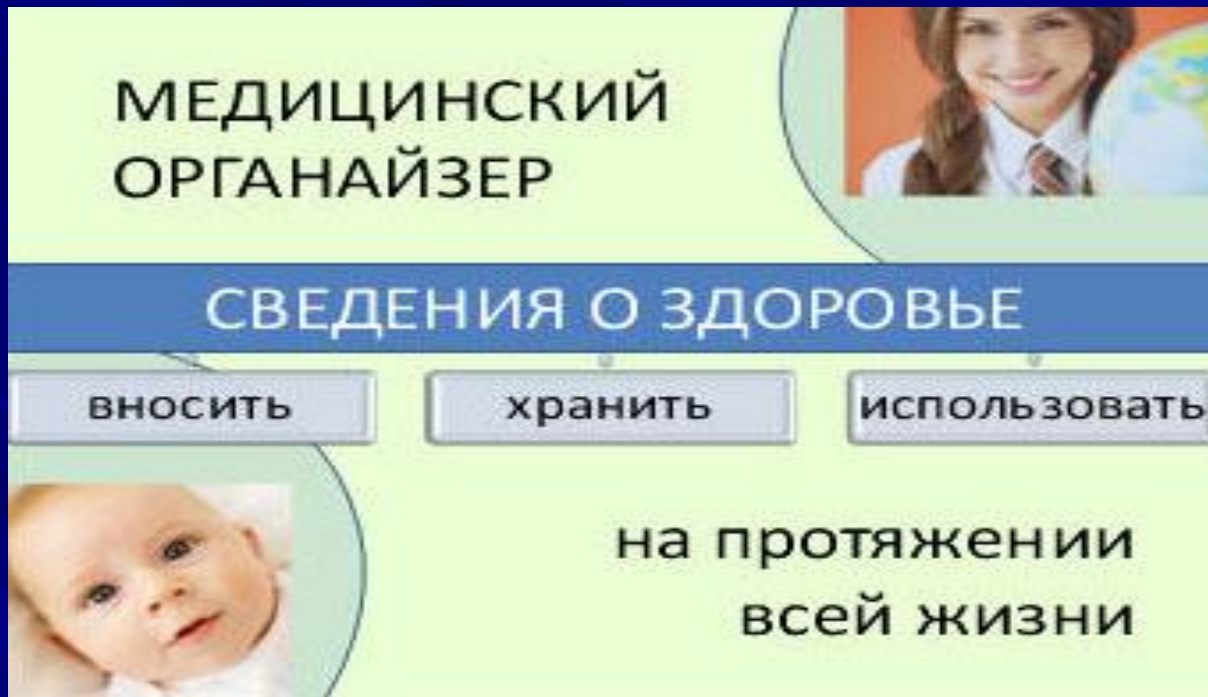 МЕДИЦИНСКИЙ
ОРГАНАЙЗЕР
СВЕДЕНИЯ О ЗДОРОВЬЕ
вносить
хранить
использовать
на протяжении
всей жизни